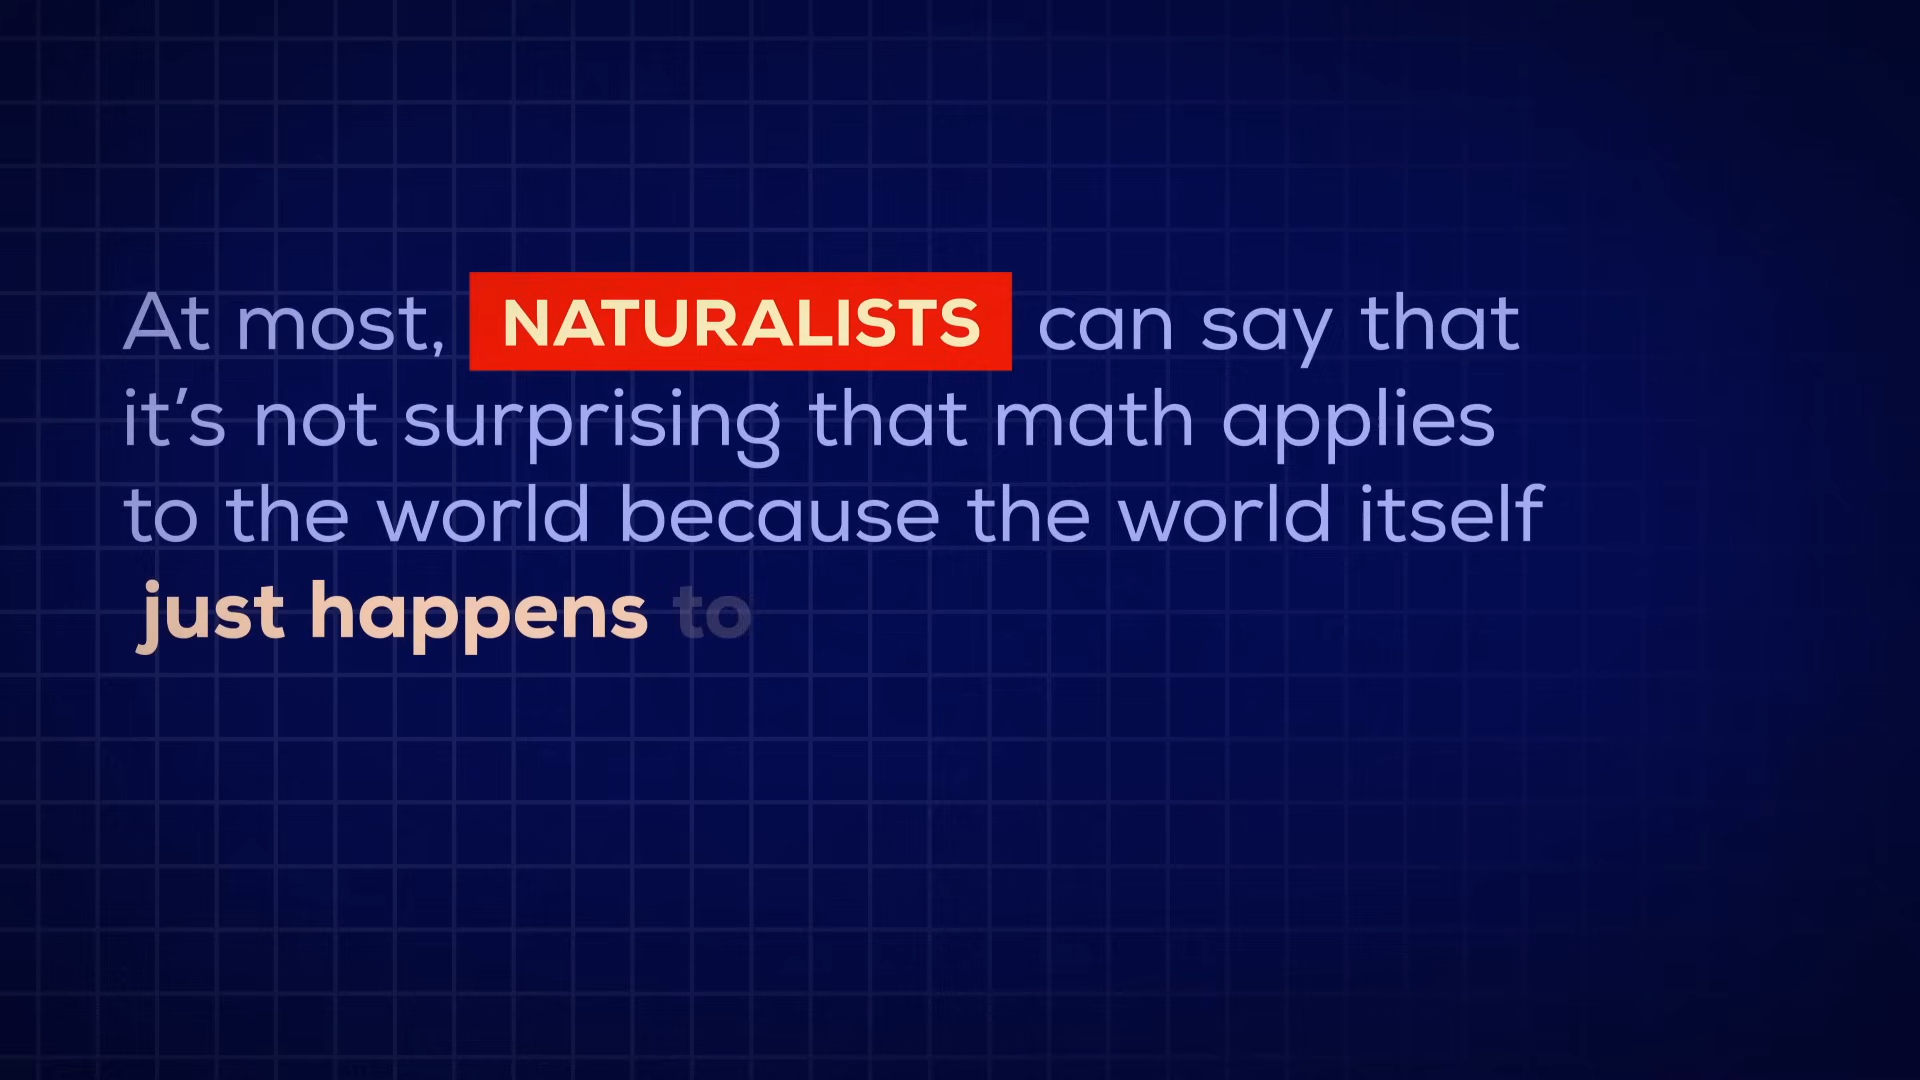 At most, NATURALISTS can say that
it’s not surprising that math applies
to the world because the world itself
just happens to